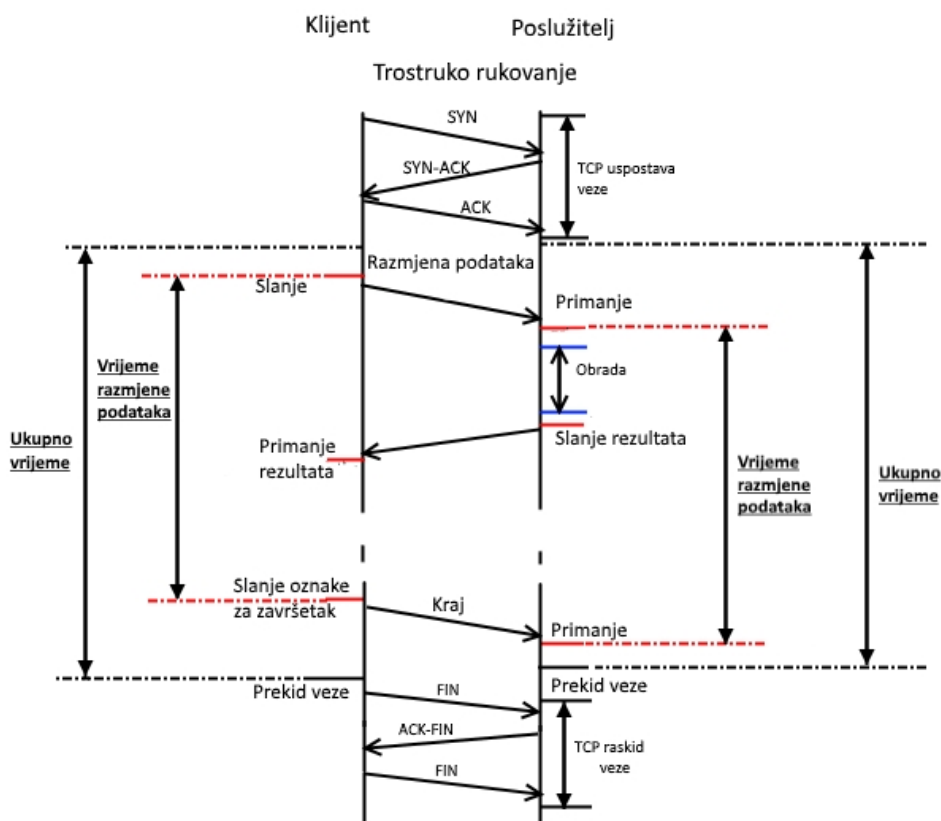 Klijent
Poslužitelj
Trostruko rukovanje
SYN
SYN-ACK
TCP uspostava
veze
ACK
Razmjena podataka
Slanje
Primanje
Vrijeme
razmjene
podataka
Obrada
Ukupno
vrijeme
Primanje
rezultata
Slanje rezultata
Vrijeme
razmjene
podataka
Ukupno
vrijeme
Slanje oznake
za završetak
Kraj
Primanje
Prekid veze
FIN
Prekid veze
ACK-FIN
TCP raskid
veze
FIN